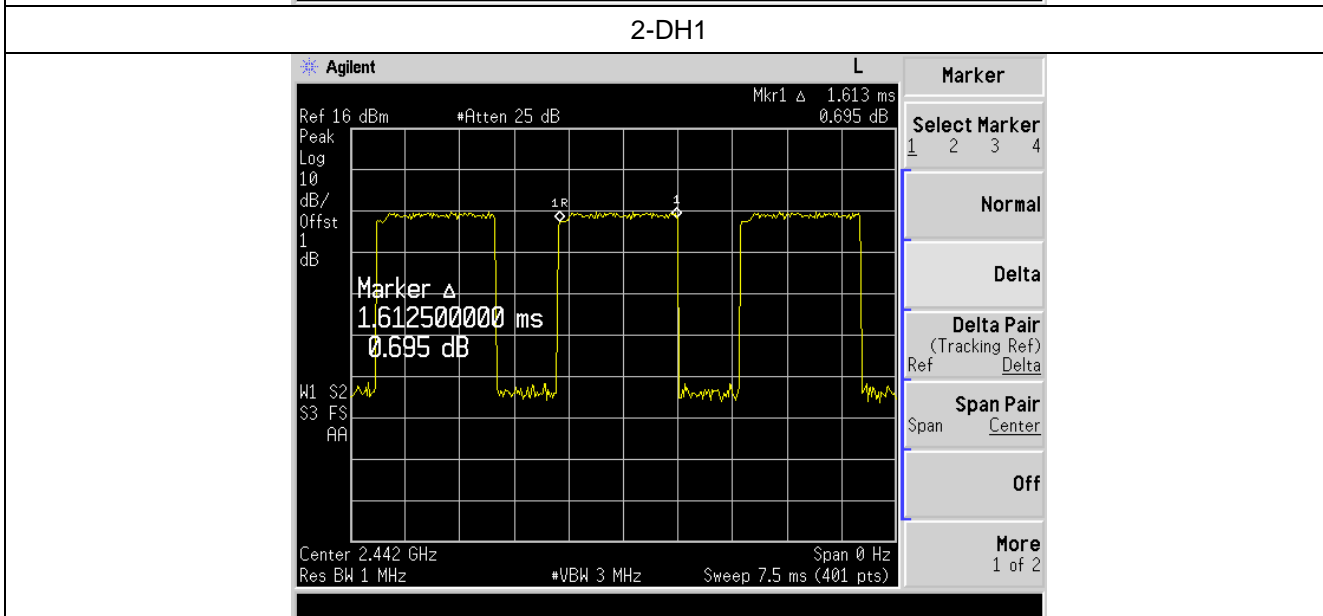 2-DH1
Agilent L
Mkr1 Δ 1.613 ms
Ref 16 dBm #Atten 25 dB 0.695 dB
Peak
Log
10
dB/
Offst
1
dB
1R
1
Marker Δ
1.612500000 ms
0.695 dB
W1 S2
S3 FS
AA
Center 2.442 GHz Span 0 Hz
Res BW 1 MHz #VBW 3 MHz Sweep 7.5 ms (401 pts)
Marker
Select Marker
1 2 3 4
Normal
Delta
Delta Pair
(Tracking Ref)
Ref Delta
Span Pair
Span Center
Off
More
1 of 2